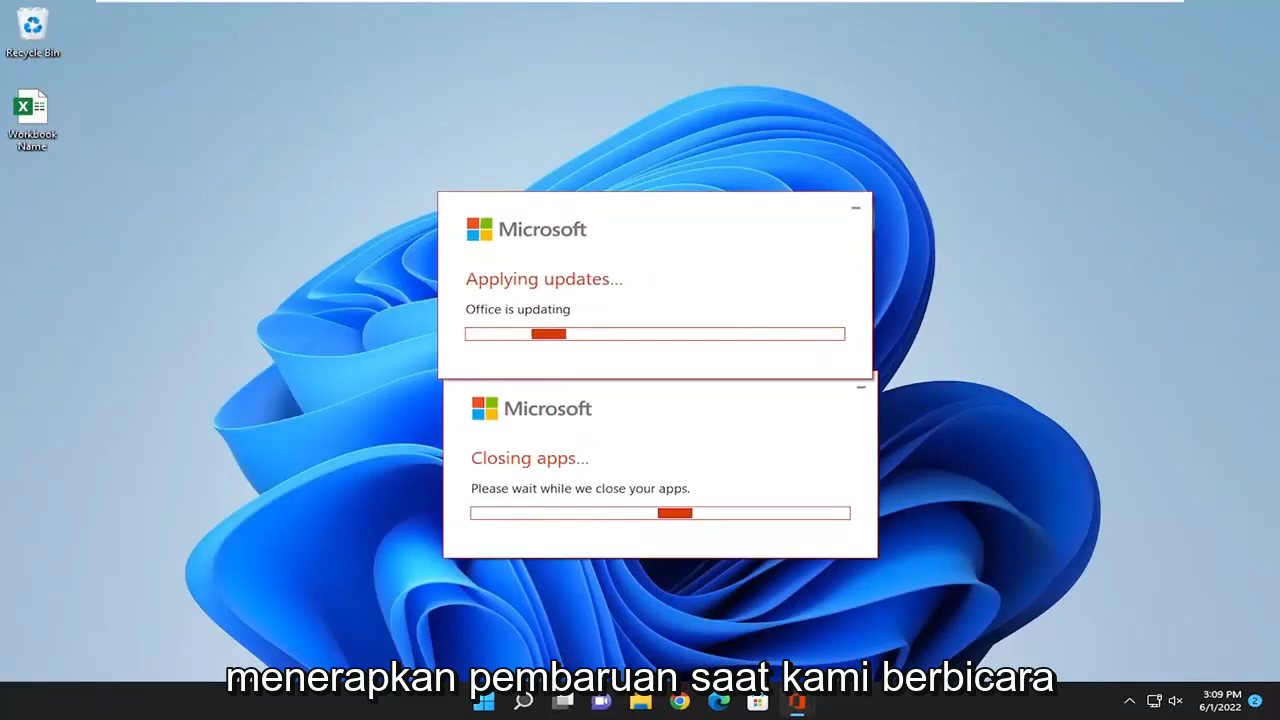 Recycle Bin
Workbook
Name
Microsoft
Applying updates...
Office is updating
Microsoft
Closing apps...
Please wait while we close your apps.
menerapkan pembaruan saat kami berbicara
3:09 PM
6/1/2022
2